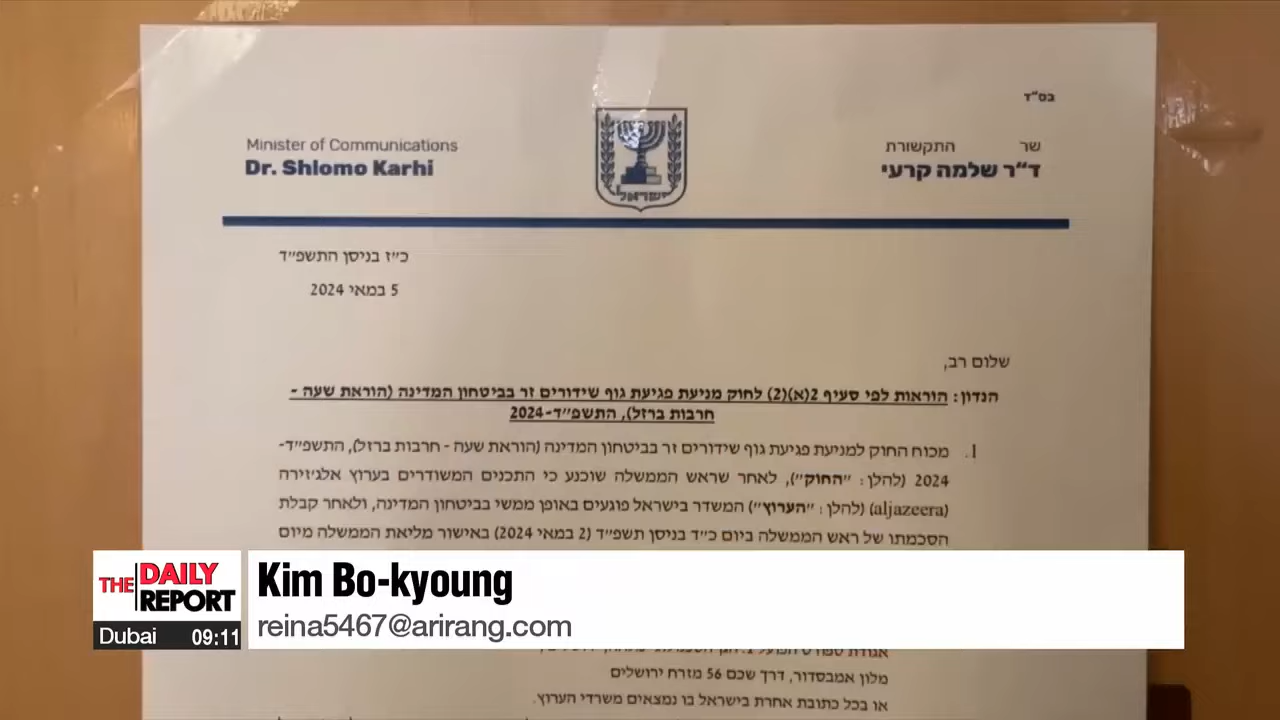 בס"ד
Minister of Communications
Dr. Shlomo Karhi
שר התקשורת
ד"ר שלמה קרעי
ישראל
כ"ז בניסן התשפ"ד
5 במאי 2024
שלום רב,
הנדון: הוראות לפי סעיף 2(א)(2) לחוק מניעת פגיעת גוף שידורים זר בביטחון המדינה (הוראת שעה -
חרבות ברזל), התשפ"ד-2024
1. מכוח החוק למניעת פגיעת גוף שידורים זר בביטחון המדינה (הוראת שעה - חרבות ברזל), התשפ"ד-
2024 (להלן: "החוק"), לאחר שראש הממשלה שוכנע כי התכנים המשודרים בערוץ אלג'זירה
(aljazeera) (להלן: "הערוץ") המשדר בישראל פוגעים באופן ממשי בביטחון המדינה, ולאחר קבלת
הסכמתו של ראש הממשלה ביום כ"ד בניסן תשפ"ד (2 במאי 2024) באישור מליאת הממשלה מיום
THE DAILY REPORT
Kim Bo-kyoung
reina5467@arirang.com
Dubai 09:11
מלון אמבסדור, דרך שכם 56 מזרח ירושלים
או בכל כתובת אחרת בישראל בו נמצאים משרדי הערוץ.